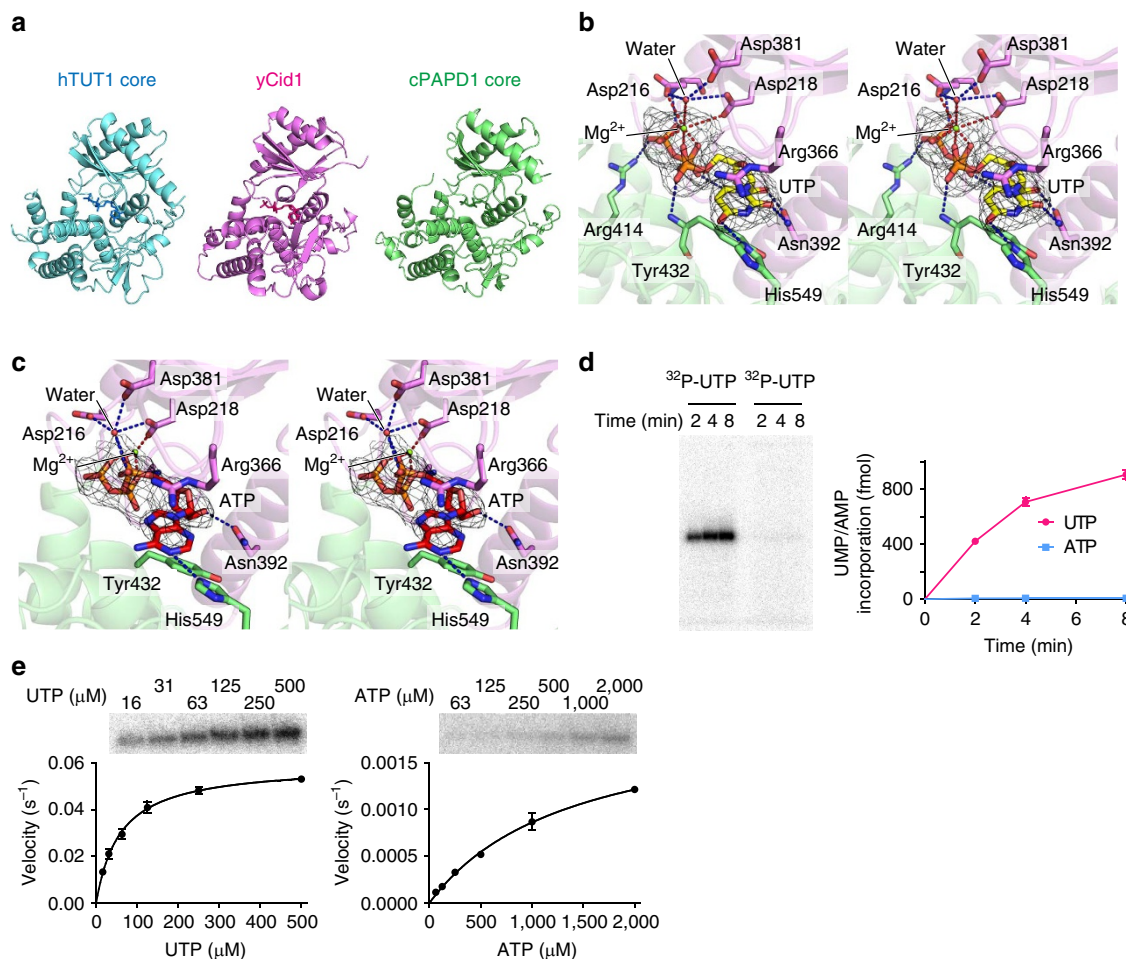 a
hTUT1 core
yCid1
cPAPD1 core
b
Water
Asp381
Asp216
Asp218
Mg2+
Arg366
UTP
Arg414
Asn392
Tyr432
His549
Water
Asp381
Asp216
Asp218
Mg2+
Arg366
UTP
Arg414
Asn392
Tyr432
His549
c
Asp381
Water
Asp218
Asp216
Mg2+
Arg366
ATP
Tyr432
Asn392
His549
Asp381
Water
Asp218
Asp216
Mg2+
Arg366
ATP
Tyr432
Asn392
His549
d
32P-UTP 32P-UTP
Time (min) 2 4 8 2 4 8
UMP/AMP
incorporation (fmol)
800
400
0
UTP
ATP
0 2 4 6 8
Time (min)
e
UTP (μM)
16 31 63 125 250 500
Velocity (s−1)
0.06
0.04
0.02
0.00
0 100 200 300 400 500
UTP (μM)
ATP (μM)
63 125 250 500 1,000 2,000
Velocity (s−1)
0.0015
0.0010
0.0005
0.0000
0 500 1,000 1,500 2,000
ATP (μM)